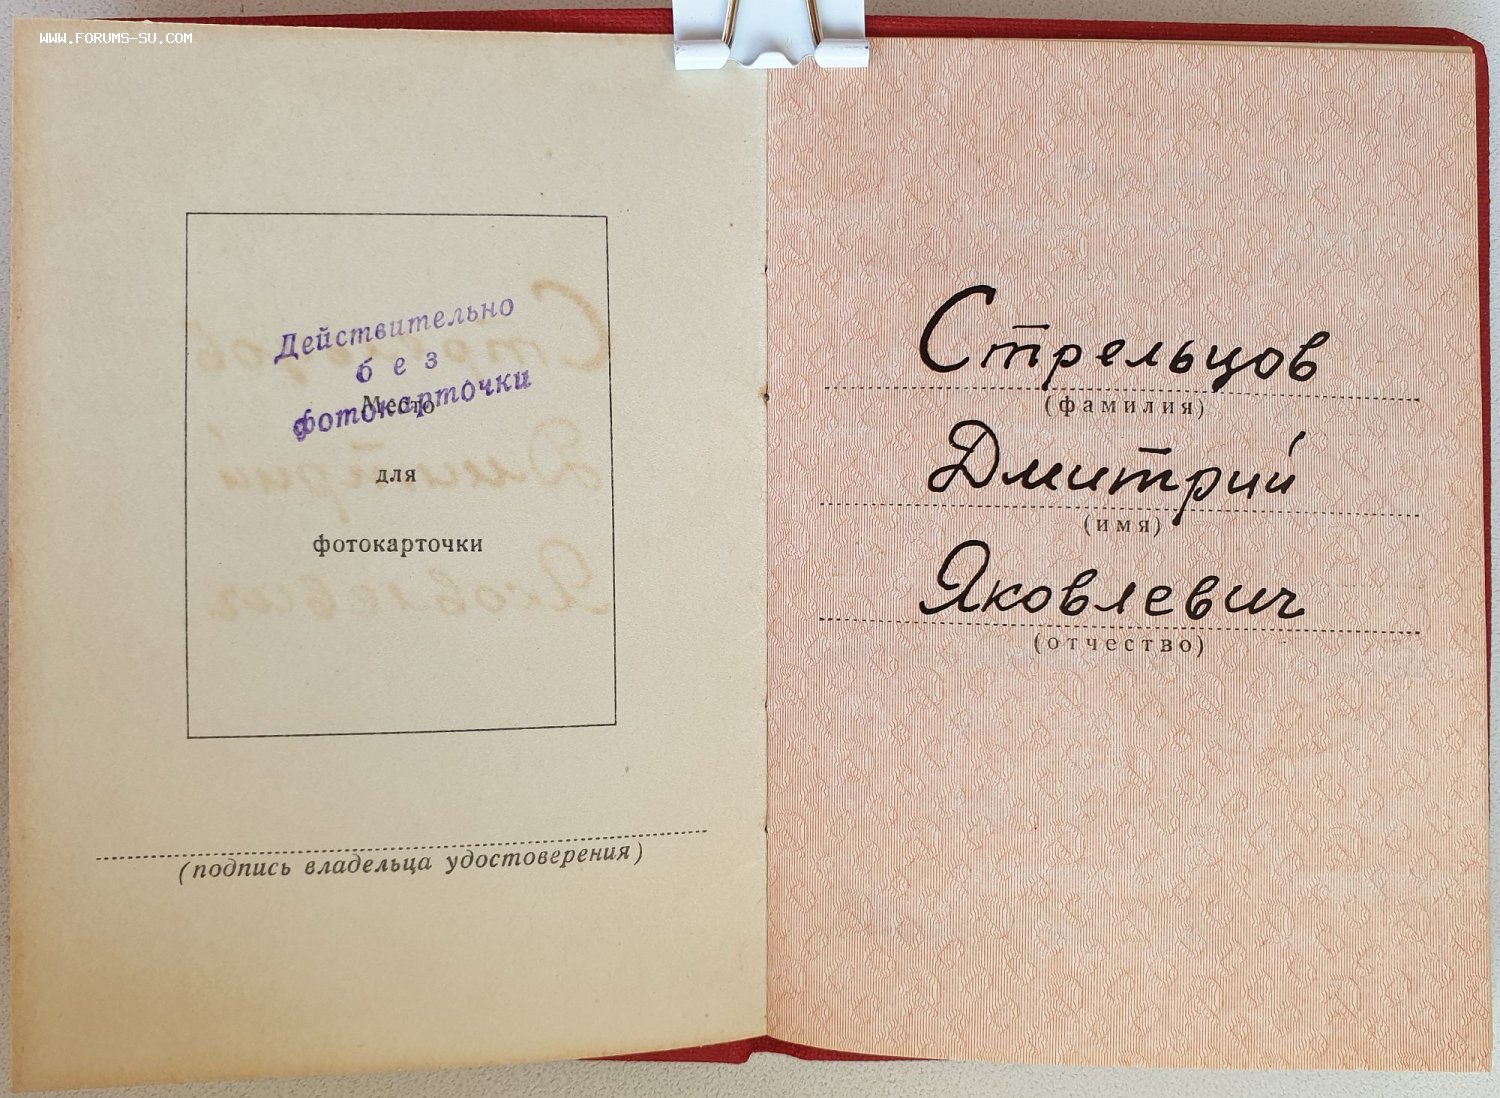 WWW.FORUMS-SU.COM
Действительно
без
фотокарточки
Место
для
фотокарточки
(подпись владельца удостоверения)
Стрельцов
(фамилия)
Дмитрий
(имя)
Яковлевич
(отчество)